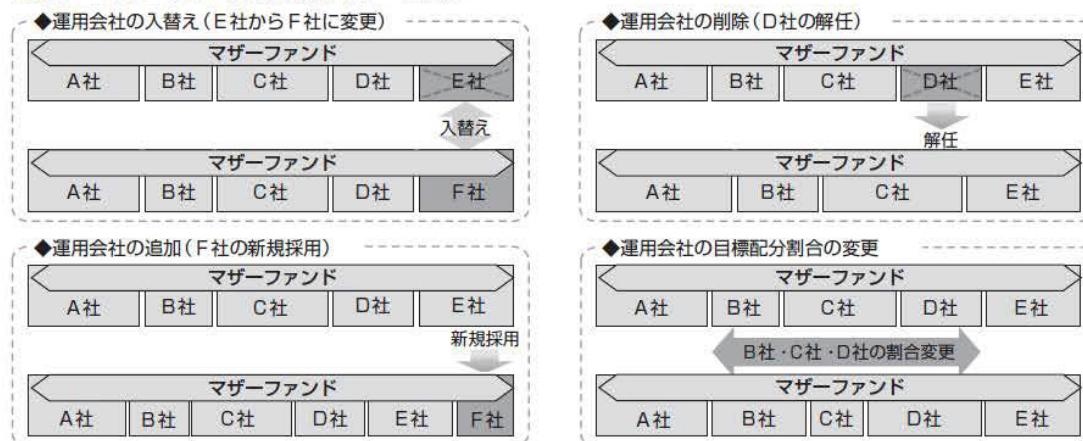 ◆運用会社の入替え(E社からF社に変更)
マザーファンド
A社 B社 C社 D社 E社
入替え
マザーファンド
A社 B社 C社 D社 F社
◆運用会社の削除(D社の解任)
マザーファンド
A社 B社 C社 D社 E社
解任
マザーファンド
A社 B社 C社 E社
◆運用会社の追加(F社の新規採用)
マザーファンド
A社 B社 C社 D社 E社
新規採用
マザーファンド
A社 B社 C社 D社 E社 F社
◆運用会社の目標配分割合の変更
マザーファンド
A社 B社 C社 D社 E社
B社・C社・D社の割合変更
マザーファンド
A社 B社 C社 D社 E社